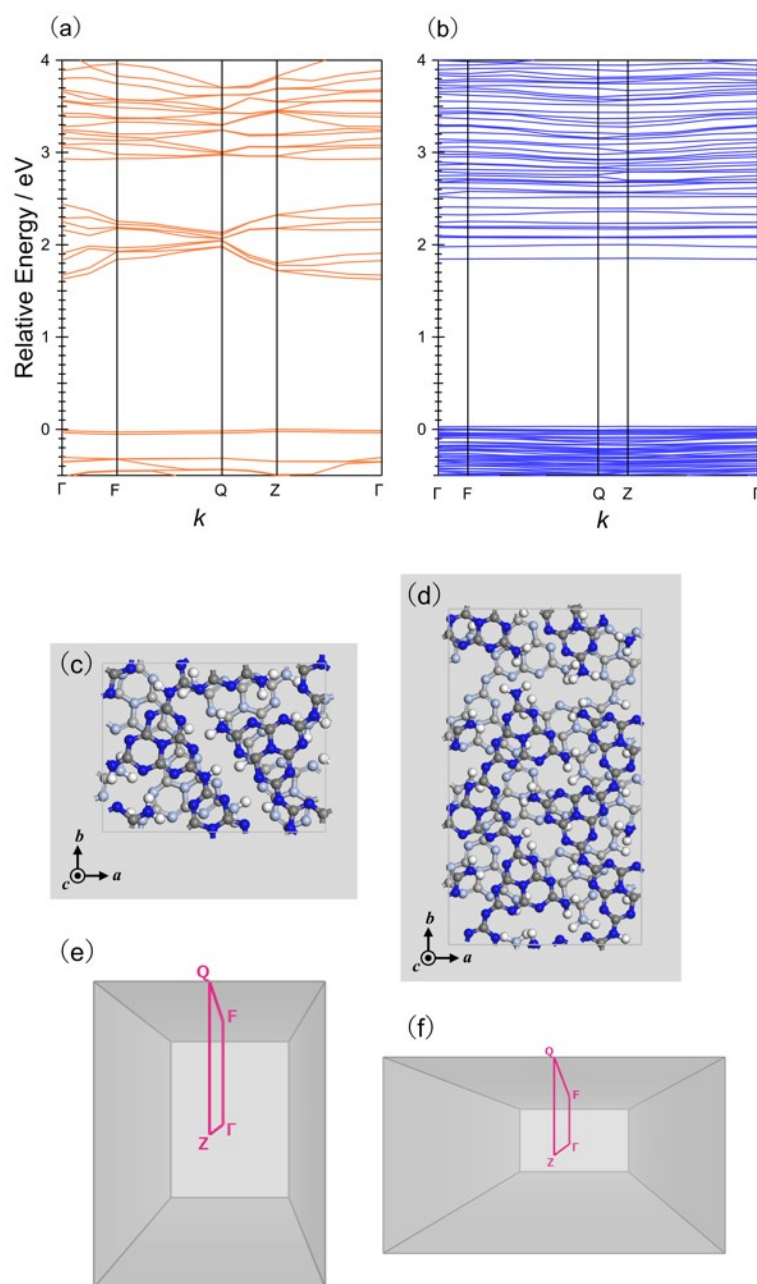 (a)
(b)
Relative Energy / eV
4
3
2
1
0
Γ F Q Z Γ
k
4
3
2
1
0
Γ F Q Z Γ
k
(c)
b
c a
(d)
b
c a
(e)
Q
F
Γ
Z
(f)
Q
F
Γ
Z